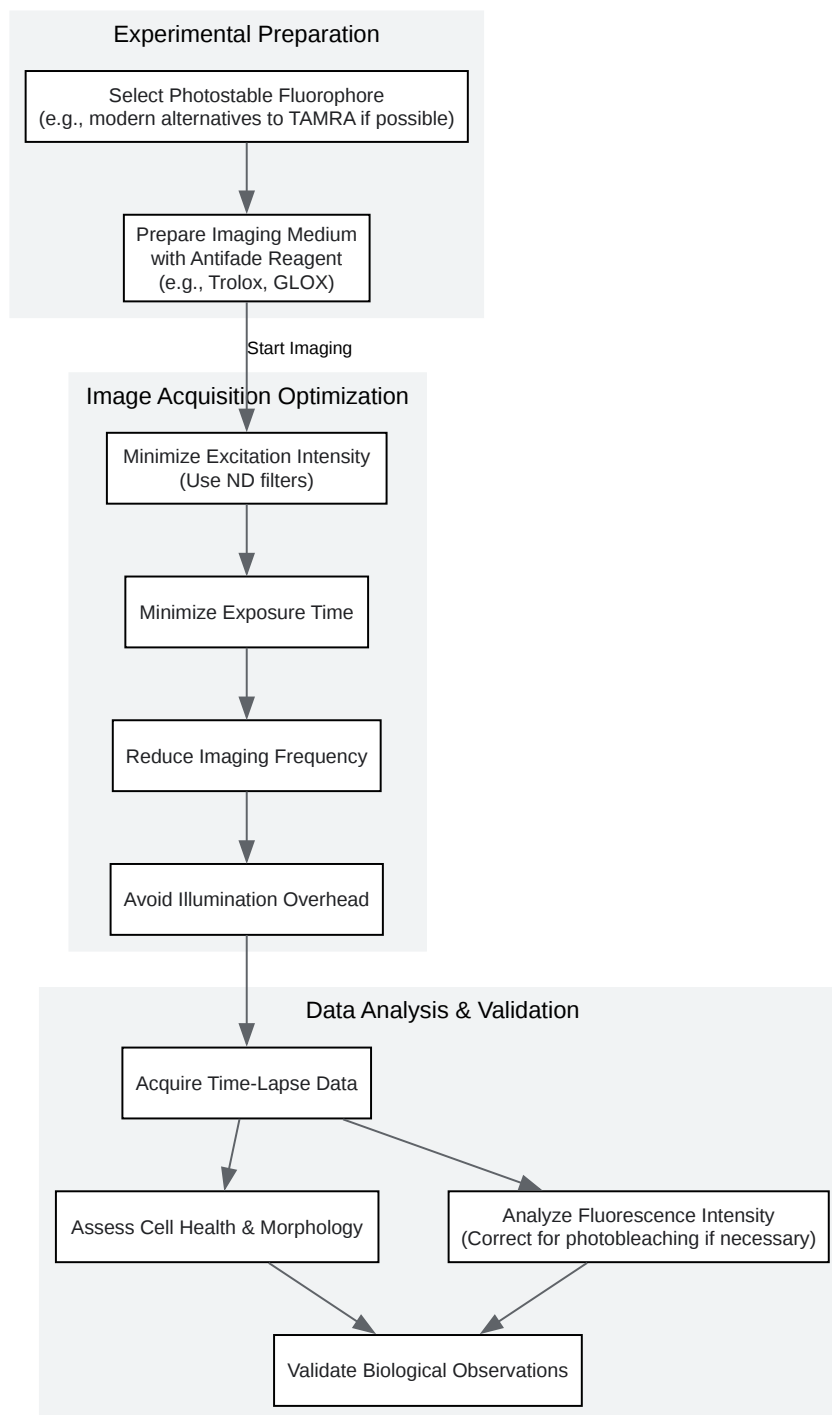 Experimental Preparation
Select Photostable Fluorophore
(e.g., modern alternatives to TAMRA if possible)
Prepare Imaging Medium
with Antifade Reagent
(e.g., Trolox, GLOX)
Start Imaging
Image Acquisition Optimization
Minimize Excitation Intensity
(Use ND filters)
Minimize Exposure Time
Reduce Imaging Frequency
Avoid Illumination Overhead
Data Analysis & Validation
Acquire Time-Lapse Data
Assess Cell Health & Morphology
Analyze Fluorescence Intensity
(Correct for photobleaching if necessary)
Validate Biological Observations